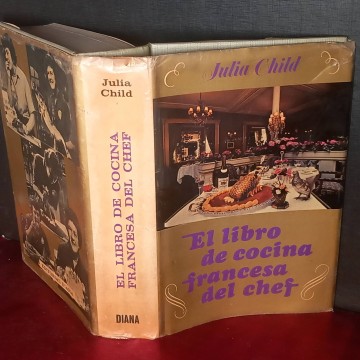 Julia
Child
EL LIBRO DE COCINA
FRANCESA DEL CHEF
DIANA
Julia Child
El libro
de cocina
francesa
del chef